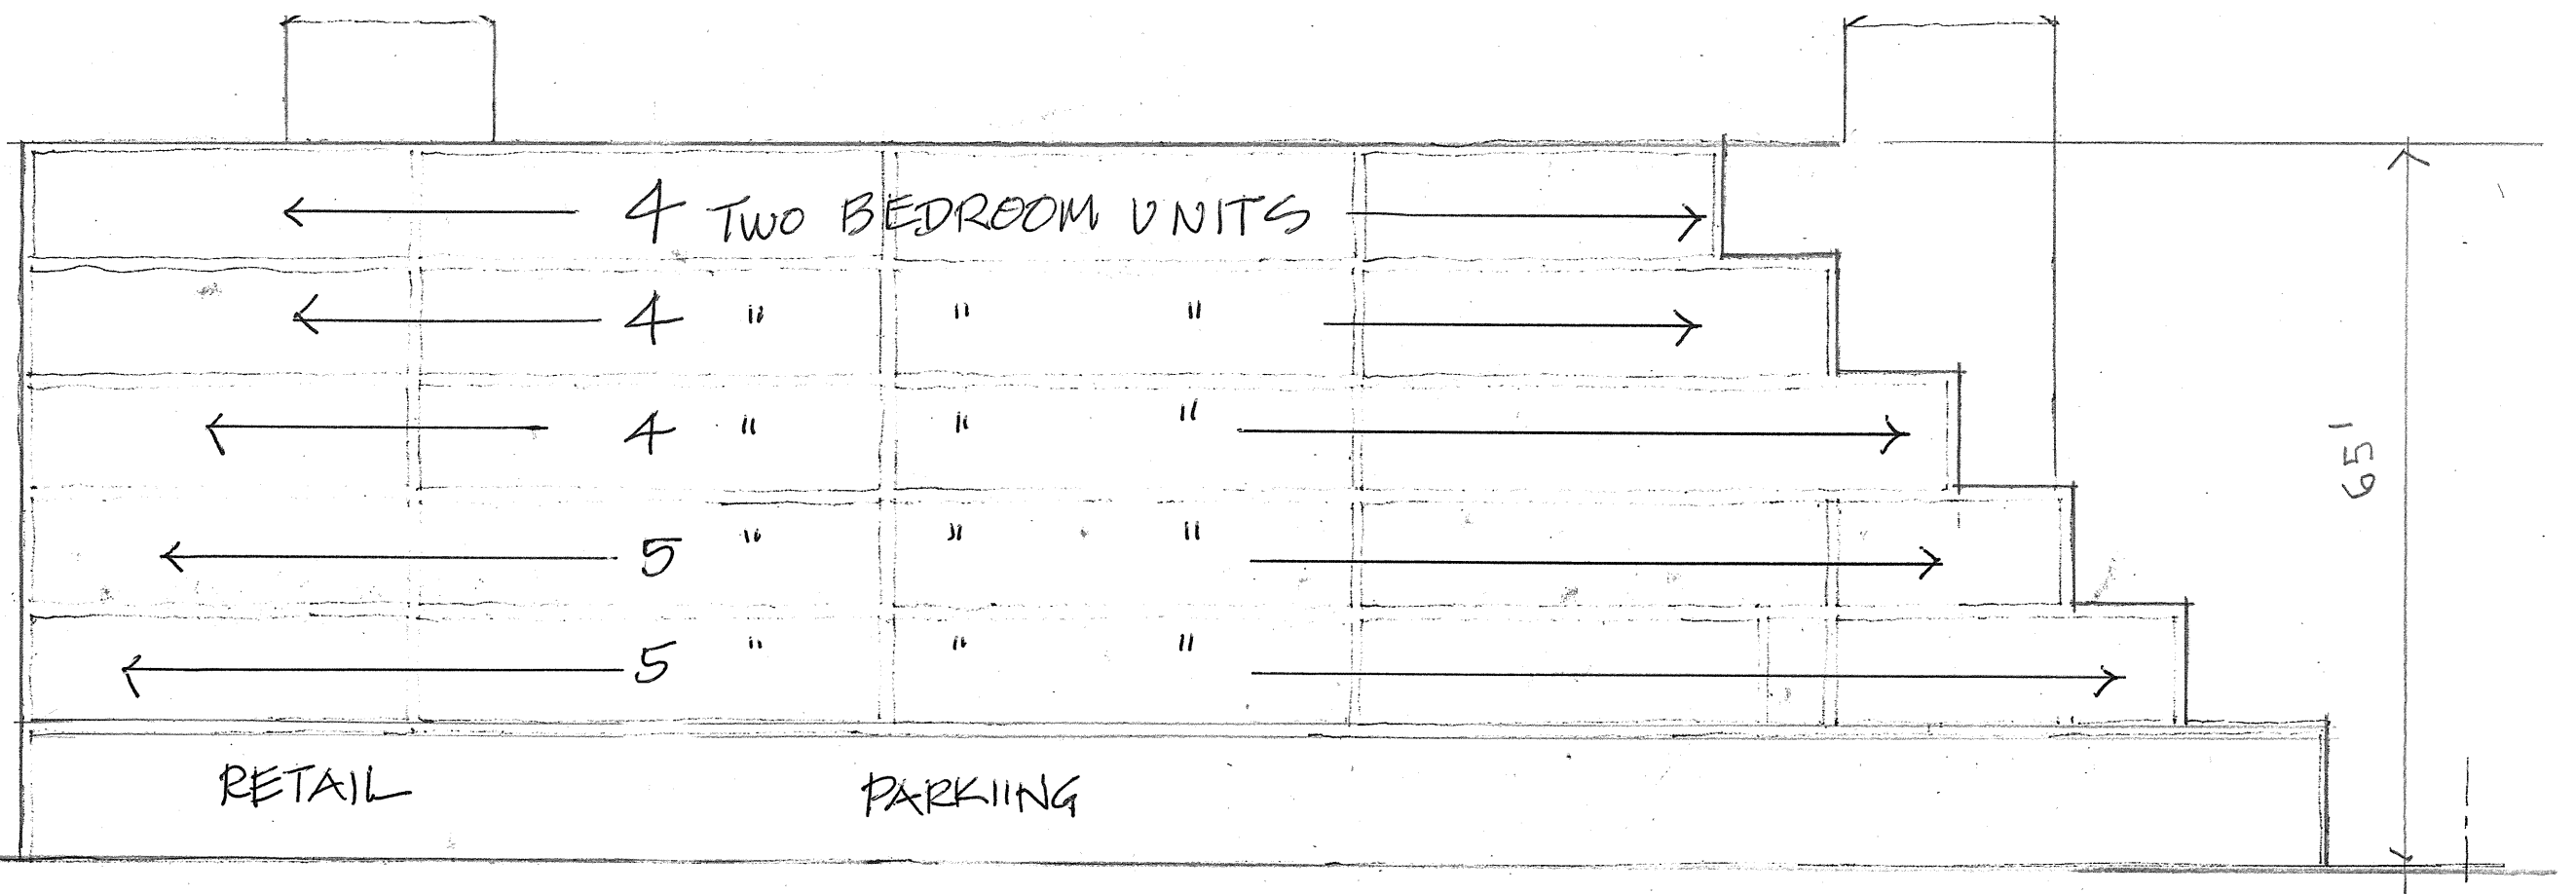 4 TWO BEDROOM UNITS
4 " " "
4 " " "
5 " " "
5 " " "
65'
RETAIL PARKIING